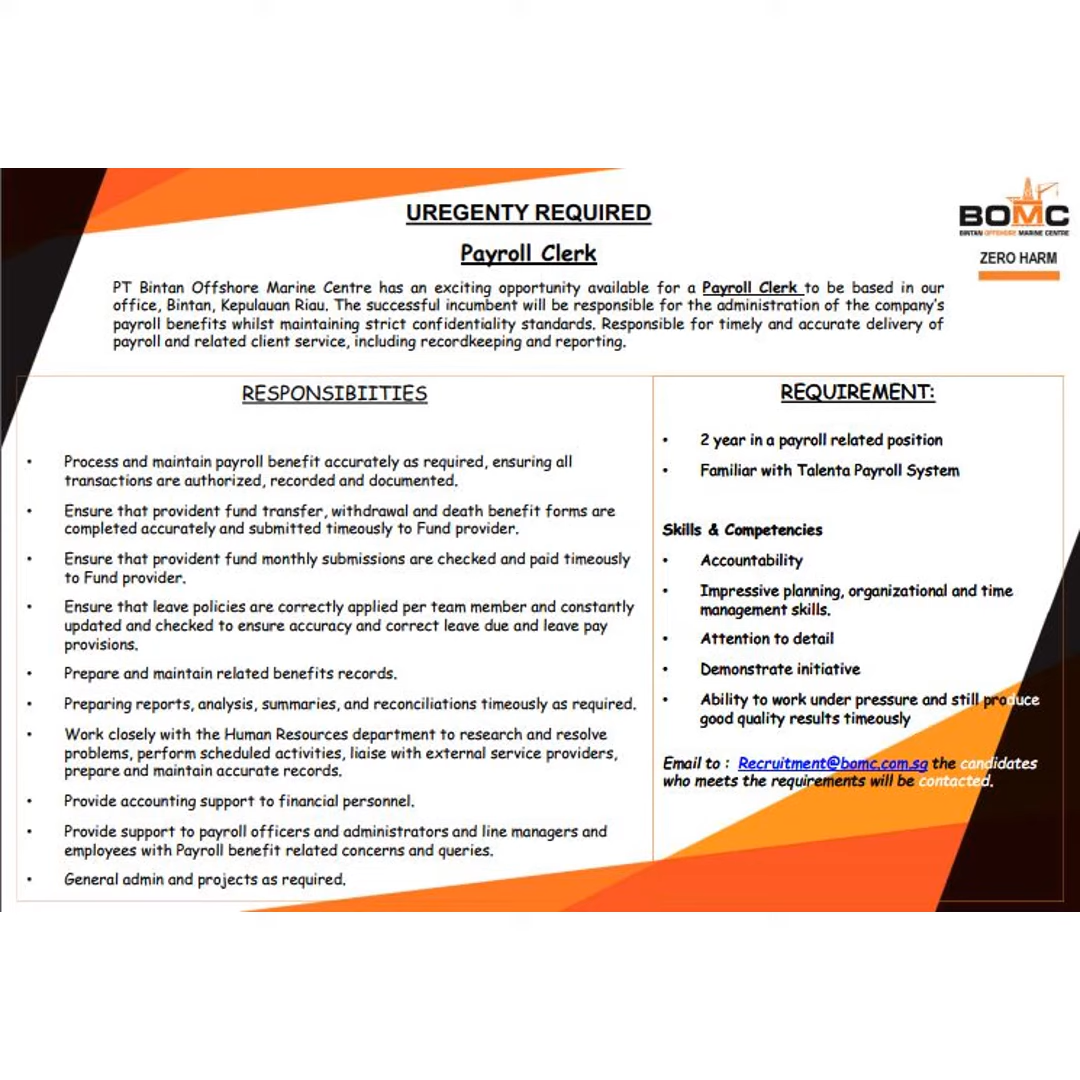 UREGENTY REQUIRED
BOMC
BINTAN OFFSHORE MARINE CENTRE
ZERO HARM
Payroll Clerk
PT Bintan Offshore Marine Centre has an exciting opportunity available for a Payroll Clerk to be based in our
office, Bintan, Kepulauan Riau. The successful incumbent will be responsible for the administration of the company's
payroll benefits whilst maintaining strict confidentiality standards. Responsible for timely and accurate delivery of
payroll and related client service, including recordkeeping and reporting.
RESPONSIBIITIES
• Process and maintain payroll benefit accurately as required, ensuring all
transactions are authorized, recorded and documented.
• Ensure that provident fund transfer, withdrawal and death benefit forms are
completed accurately and submitted timeously to Fund provider.
• Ensure that provident fund monthly submissions are checked and paid timeously
to Fund provider.
• Ensure that leave policies are correctly applied per team member and constantly
updated and checked to ensure accuracy and correct leave due and leave pay
provisions.
• Prepare and maintain related benefits records.
• Preparing reports, analysis, summaries, and reconciliations timeously as required.
• Work closely with the Human Resources department to research and resolve
problems, perform scheduled activities, liaise with external service providers,
prepare and maintain accurate records.
• Provide accounting support to financial personnel.
• Provide support to payroll officers and administrators and line managers and
employees with Payroll benefit related concerns and queries.
• General admin and projects as required.
REQUIREMENT:
• 2 year in a payroll related position
• Familiar with Talenta Payroll System
Skills & Competencies
• Accountability
• Impressive planning, organizational and time
management skills.
• Attention to detail
• Demonstrate initiative
• Ability to work under pressure and still produce
good quality results timeously
Email to : Recruitment@bomc.com.sg the candidates
who meets the requirements will be contacted.